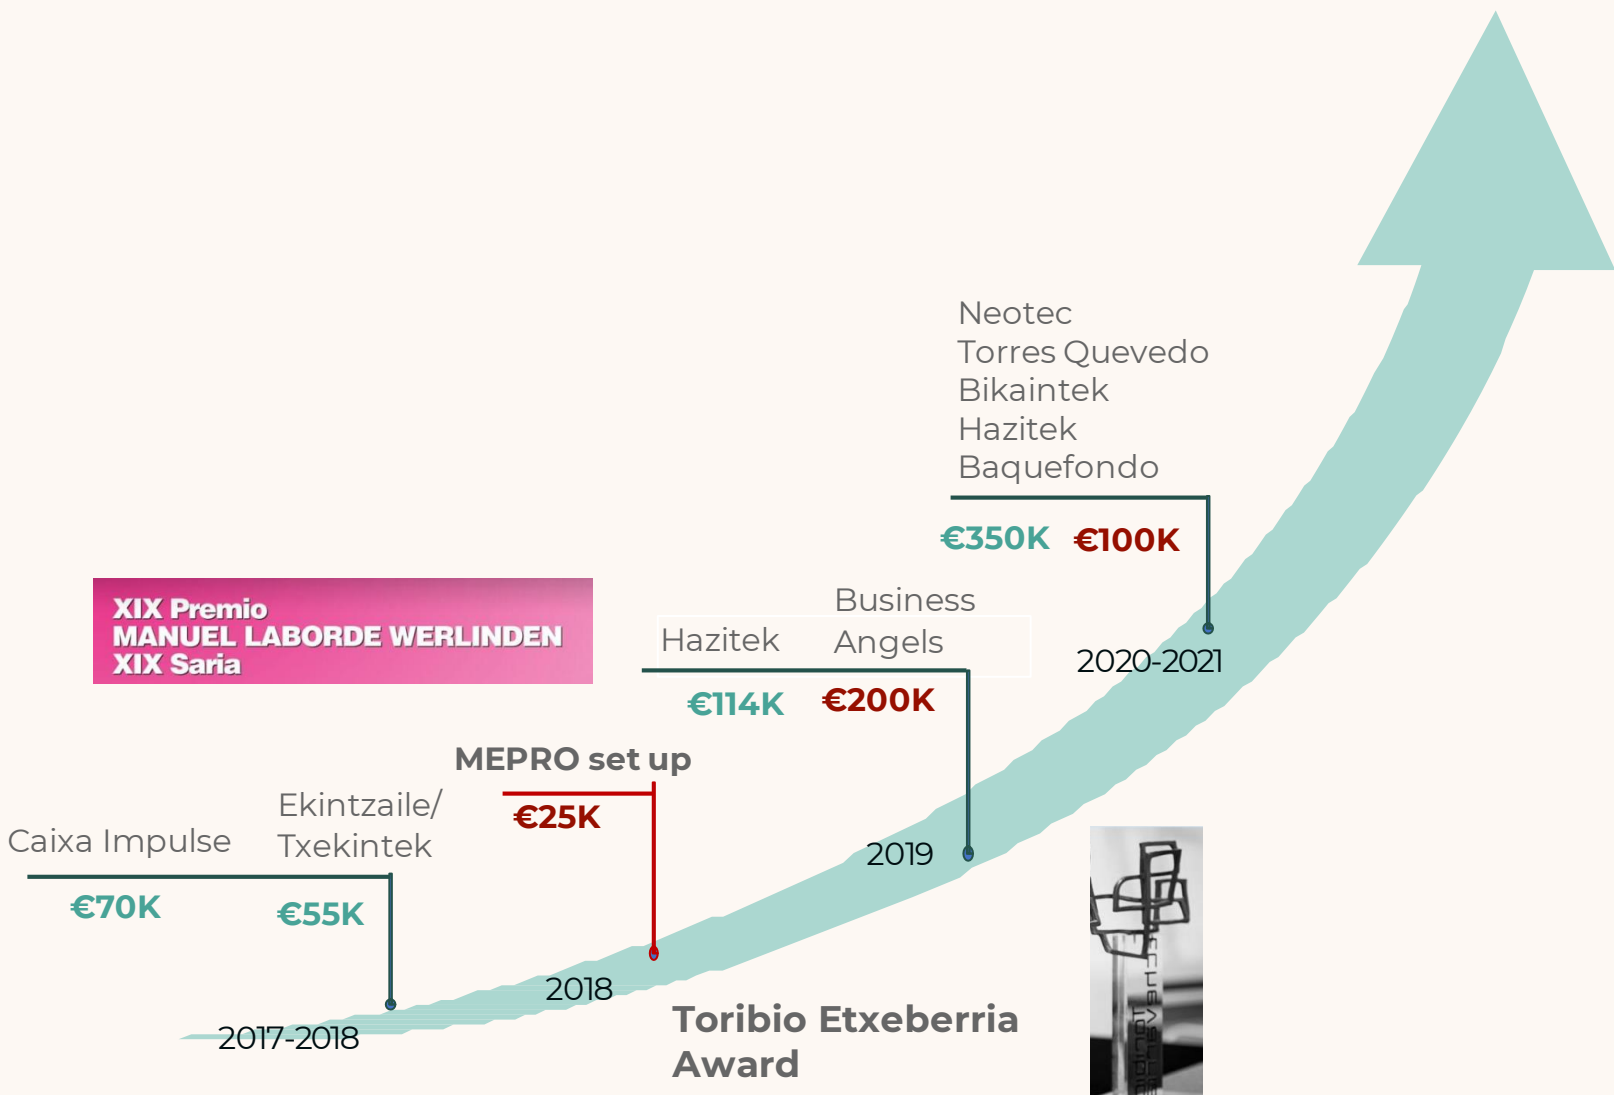 Neotec
Torres Quevedo
Bikaintek
Hazitek
Baquefondo
€350K €100K
XIX Premio
MANUEL LABORDE WERLINDEN
XIX Saria
Business
Angels
Hazitek
€114K €200K
2020-2021
MEPRO set up
€25K
Ekintzaile/
Txekintek
Caixa Impulse
€70K €55K
2019
2018
2017-2018
Toribio Etxeberria
Award